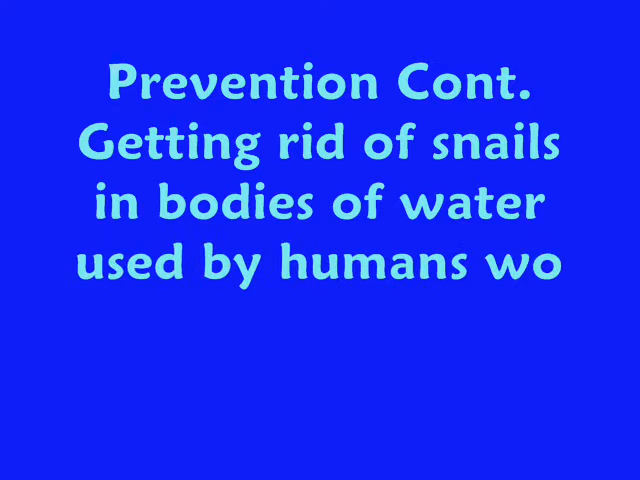 Prevention Cont.
Getting rid of snails
in bodies of water
used by humans wo